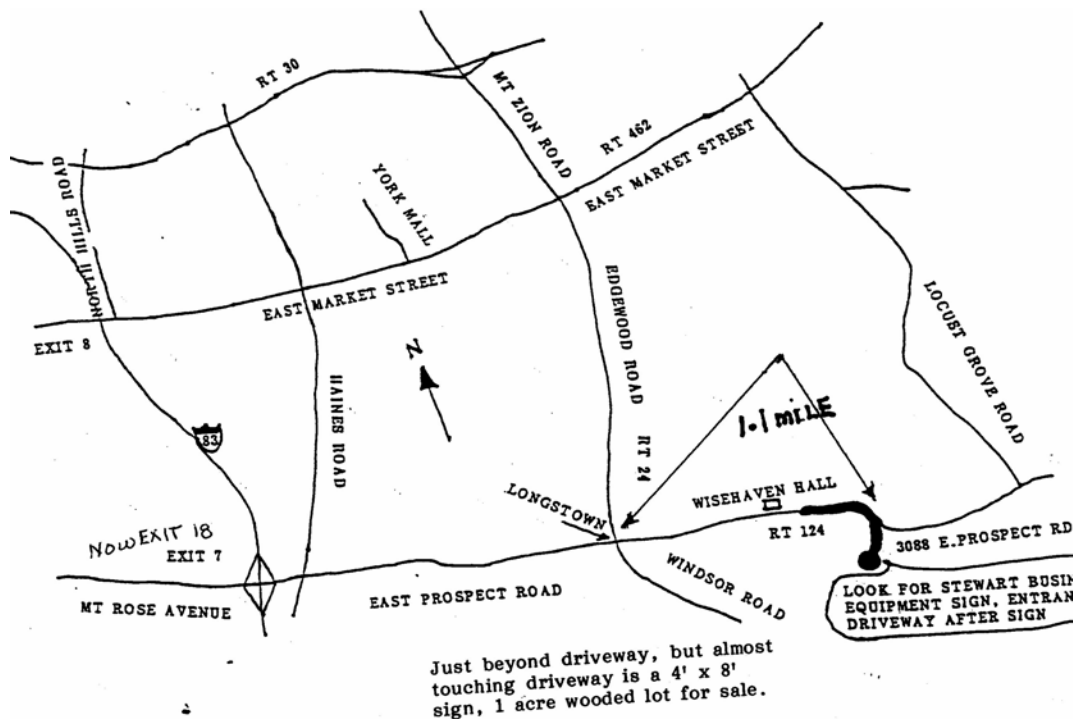 RT 30
MT ZION ROAD
RT 462
EAST MARKET STREET
NORTH HILLS ROAD
YORK MALL
EAST MARKET STREET
EXIT 8
N
HAINES ROAD
EDGEWOOD ROAD
RT 24
LOCUST GROVE ROAD
1.1 MILE
83
LONGSTOWN
WISEHAVEN HALL
RT 124
NOW EXIT 18
EXIT 7
3088 E.PROSPECT RD
MT ROSE AVENUE
EAST PROSPECT ROAD
WINDSOR ROAD
LOOK FOR STEWART BUSIN
EQUIPMENT SIGN, ENTRAN
DRIVEWAY AFTER SIGN
Just beyond driveway, but almost
touching driveway is a 4' x 8'
sign, 1 acre wooded lot for sale.